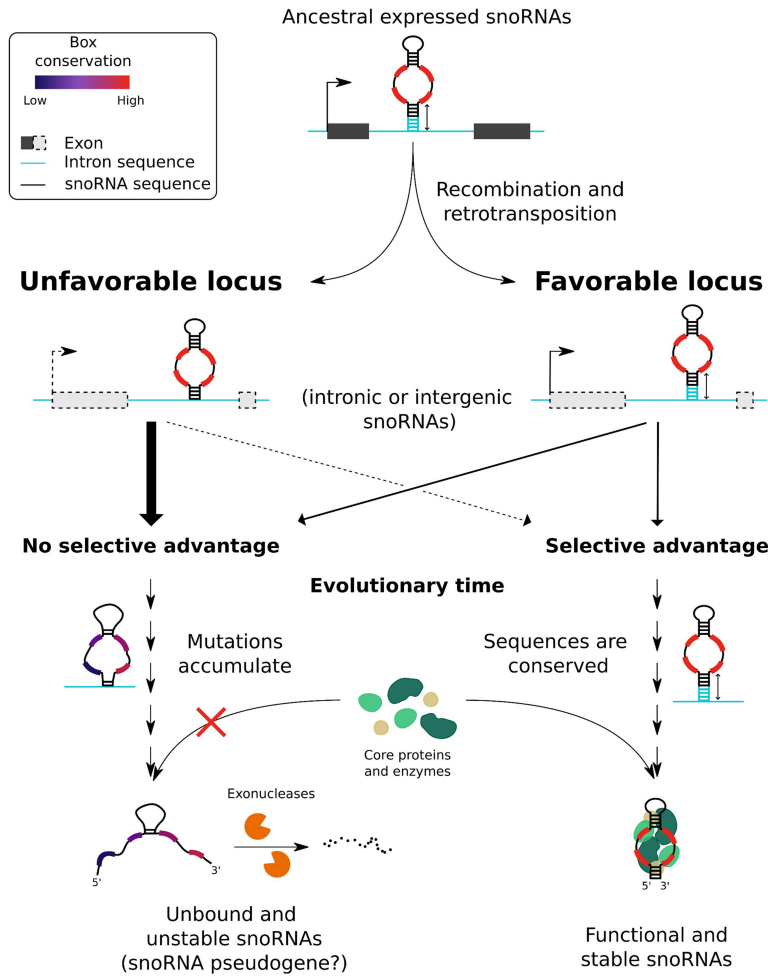 Ancestral expressed snoRNAs
Box
conservation
Low
High
Exon
Intron sequence
snoRNA sequence
Recombination and
retrotransposition
Unfavorable locus
Favorable locus
(intronic or intergenic
snoRNAs)
No selective advantage
Selective advantage
Evolutionary time
Mutations
accumulate
Sequences are
conserved
Core proteins
and enzymes
Exonucleases
5'
3'
5'
3'
Unbound and
unstable snoRNAs
(snoRNA pseudogene?)
Functional and
stable snoRNAs